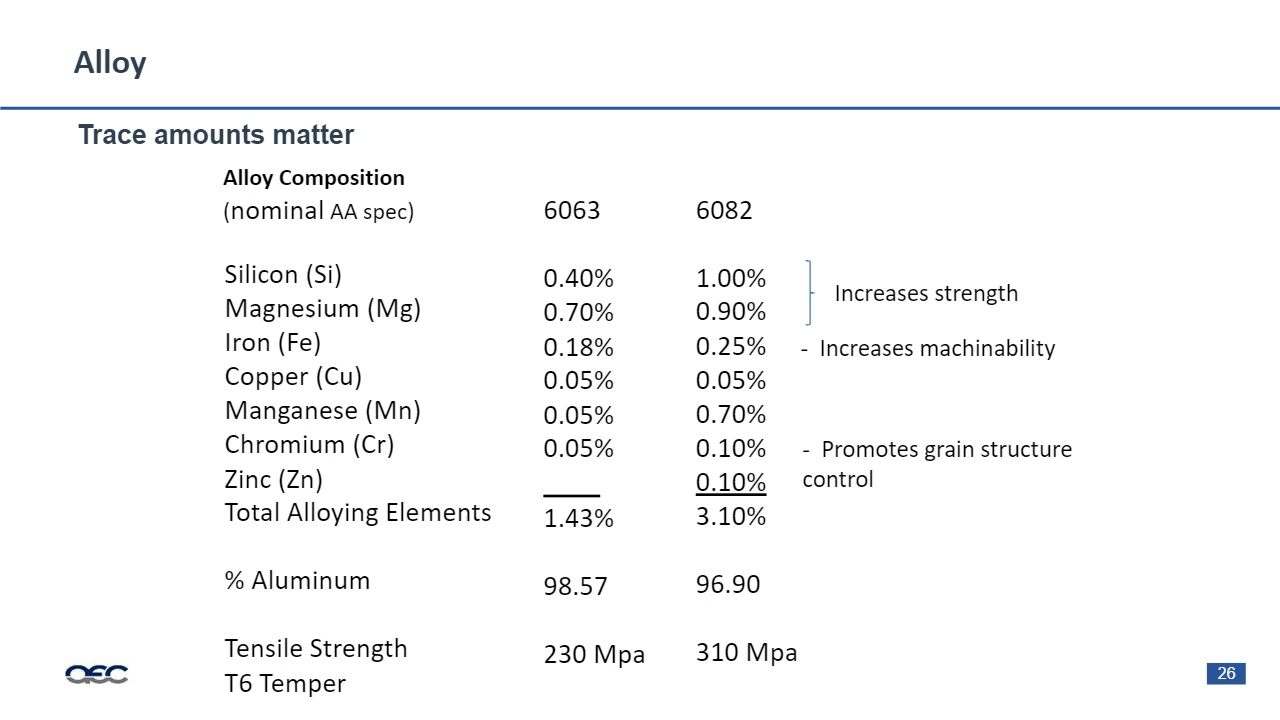 Alloy
Trace amounts matter
Alloy Composition
(nominal AA spec) 6063 6082
Silicon (Si) 0.40% 1.00%
Increases strength
Magnesium (Mg) 0.70% 0.90%
Iron (Fe) 0.18% 0.25% - Increases machinability
Copper (Cu) 0.05% 0.05%
Manganese (Mn) 0.05% 0.70%
Chromium (Cr) 0.05% 0.10% - Promotes grain structure
Zinc (Zn) 0.10% control
Total Alloying Elements 1.43% 3.10%
% Aluminum 98.57 96.90
Tensile Strength 230 Mpa 310 Mpa
T6 Temper
aec
26